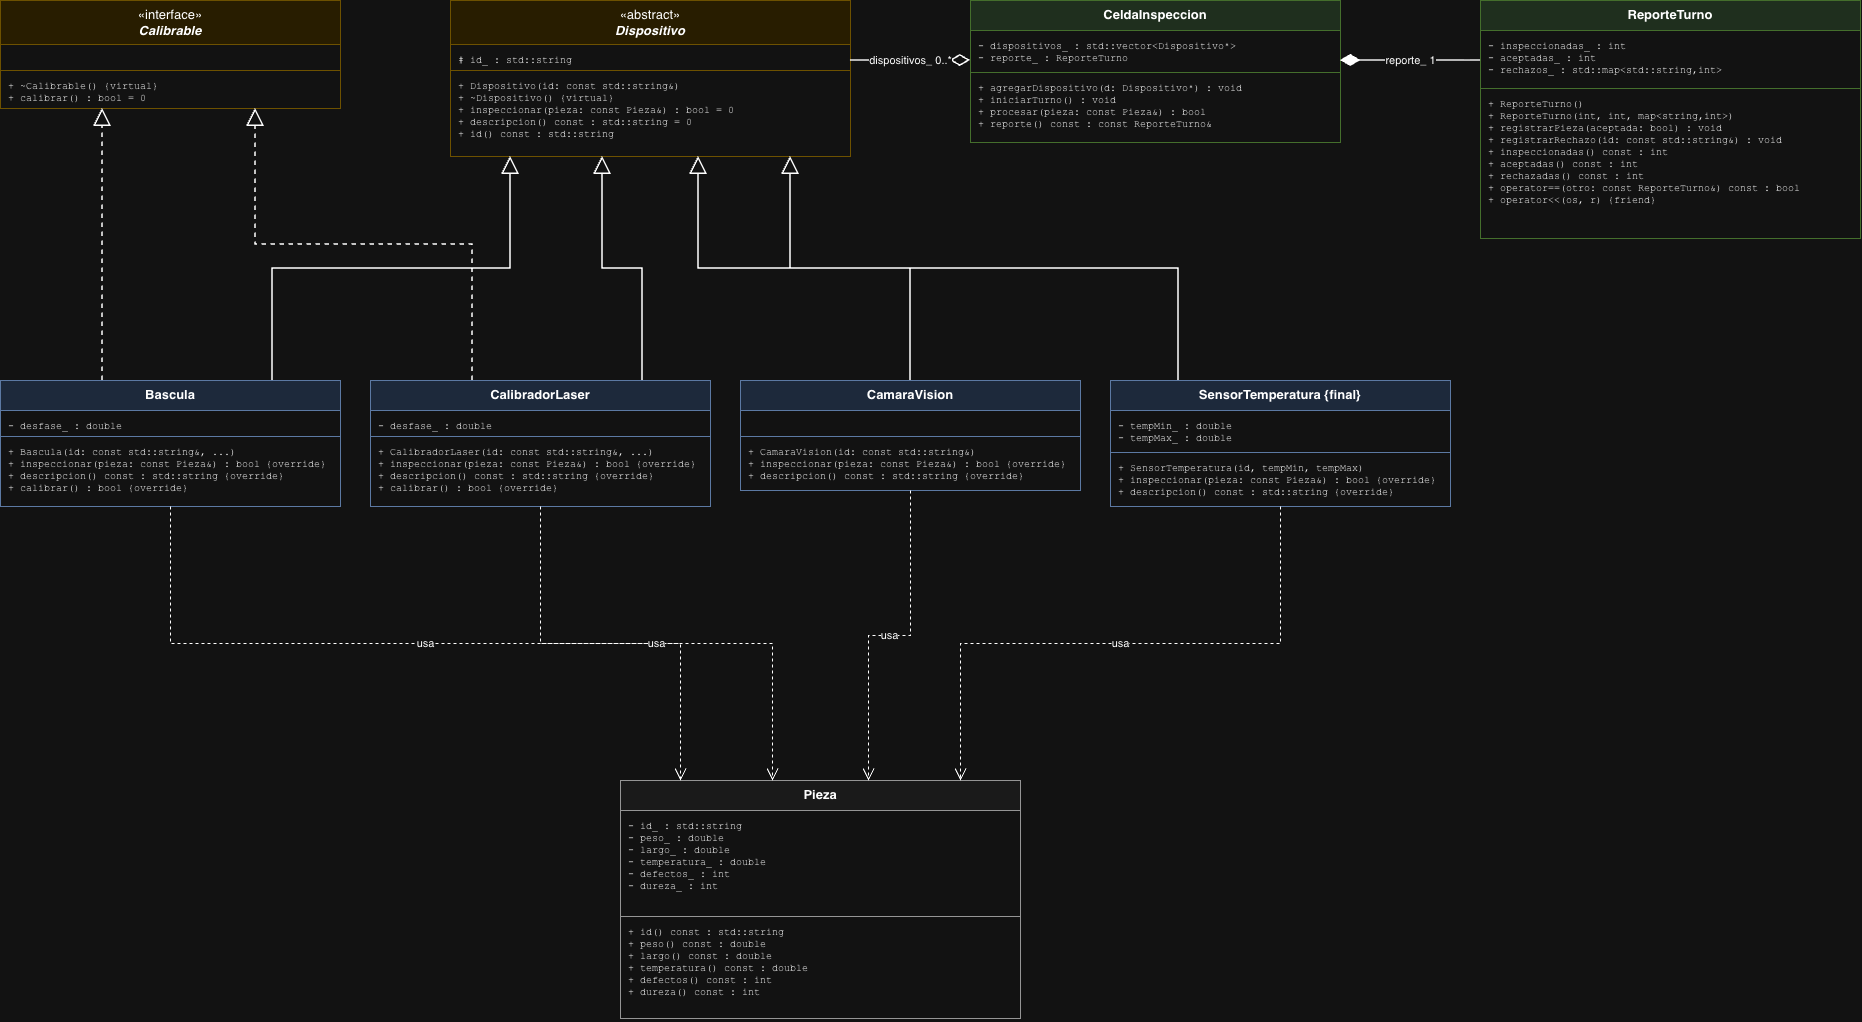 «interface»
Calibrable
+ ~Calibrable() {virtual}
+ calibrar() : bool = 0
«abstract»
Dispositivo
# id_ : std::string
+ Dispositivo(id: const std::string&)
+ ~Dispositivo() {virtual}
+ inspeccionar(pieza: const Pieza&) : bool = 0
+ descripcion() const : std::string = 0
+ id() const : std::string
dispositivos_ 0..*
CeldaInspeccion
- dispositivos_ : std::vector<Dispositivo*>
- reporte_ : ReporteTurno
+ agregarDispositivo(d: Dispositivo*) : void
+ iniciarTurno() : void
+ procesar(pieza: const Pieza&) : bool
+ reporte() const : const ReporteTurno&
reporte_ 1
ReporteTurno
- inspeccionadas_ : int
- aceptadas_ : int
- rechazos_ : std::map<std::string,int>
+ ReporteTurno()
+ ReporteTurno(int, int, map<string,int>)
+ registrarPieza(aceptada: bool) : void
+ registrarRechazo(id: const std::string&) : void
+ inspeccionadas() const : int
+ aceptadas() const : int
+ rechazadas() const : int
+ operator==(otro: const ReporteTurno&) const : bool
+ operator<<(os, r) {friend}
Bascula
- desfase_ : double
+ Bascula(id: const std::string&, ...)
+ inspeccionar(pieza: const Pieza&) : bool {override}
+ descripcion() const : std::string {override}
+ calibrar() : bool {override}
CalibradorLaser
- desfase_ : double
+ CalibradorLaser(id: const std::string&, ...)
+ inspeccionar(pieza: const Pieza&) : bool {override}
+ descripcion() const : std::string {override}
+ calibrar() : bool {override}
CamaraVision
+ CamaraVision(id: const std::string&)
+ inspeccionar(pieza: const Pieza&) : bool {override}
+ descripcion() const : std::string {override}
SensorTemperatura {final}
- tempMin_ : double
- tempMax_ : double
+ SensorTemperatura(id, tempMin, tempMax)
+ inspeccionar(pieza: const Pieza&) : bool {override}
+ descripcion() const : std::string {override}
usa
usa
usa
usa
Pieza
- id_ : std::string
- peso_ : double
- largo_ : double
- temperatura_ : double
- defectos_ : int
- dureza_ : int
+ id() const : std::string
+ peso() const : double
+ largo() const : double
+ temperatura() const : double
+ defectos() const : int
+ dureza() const : int